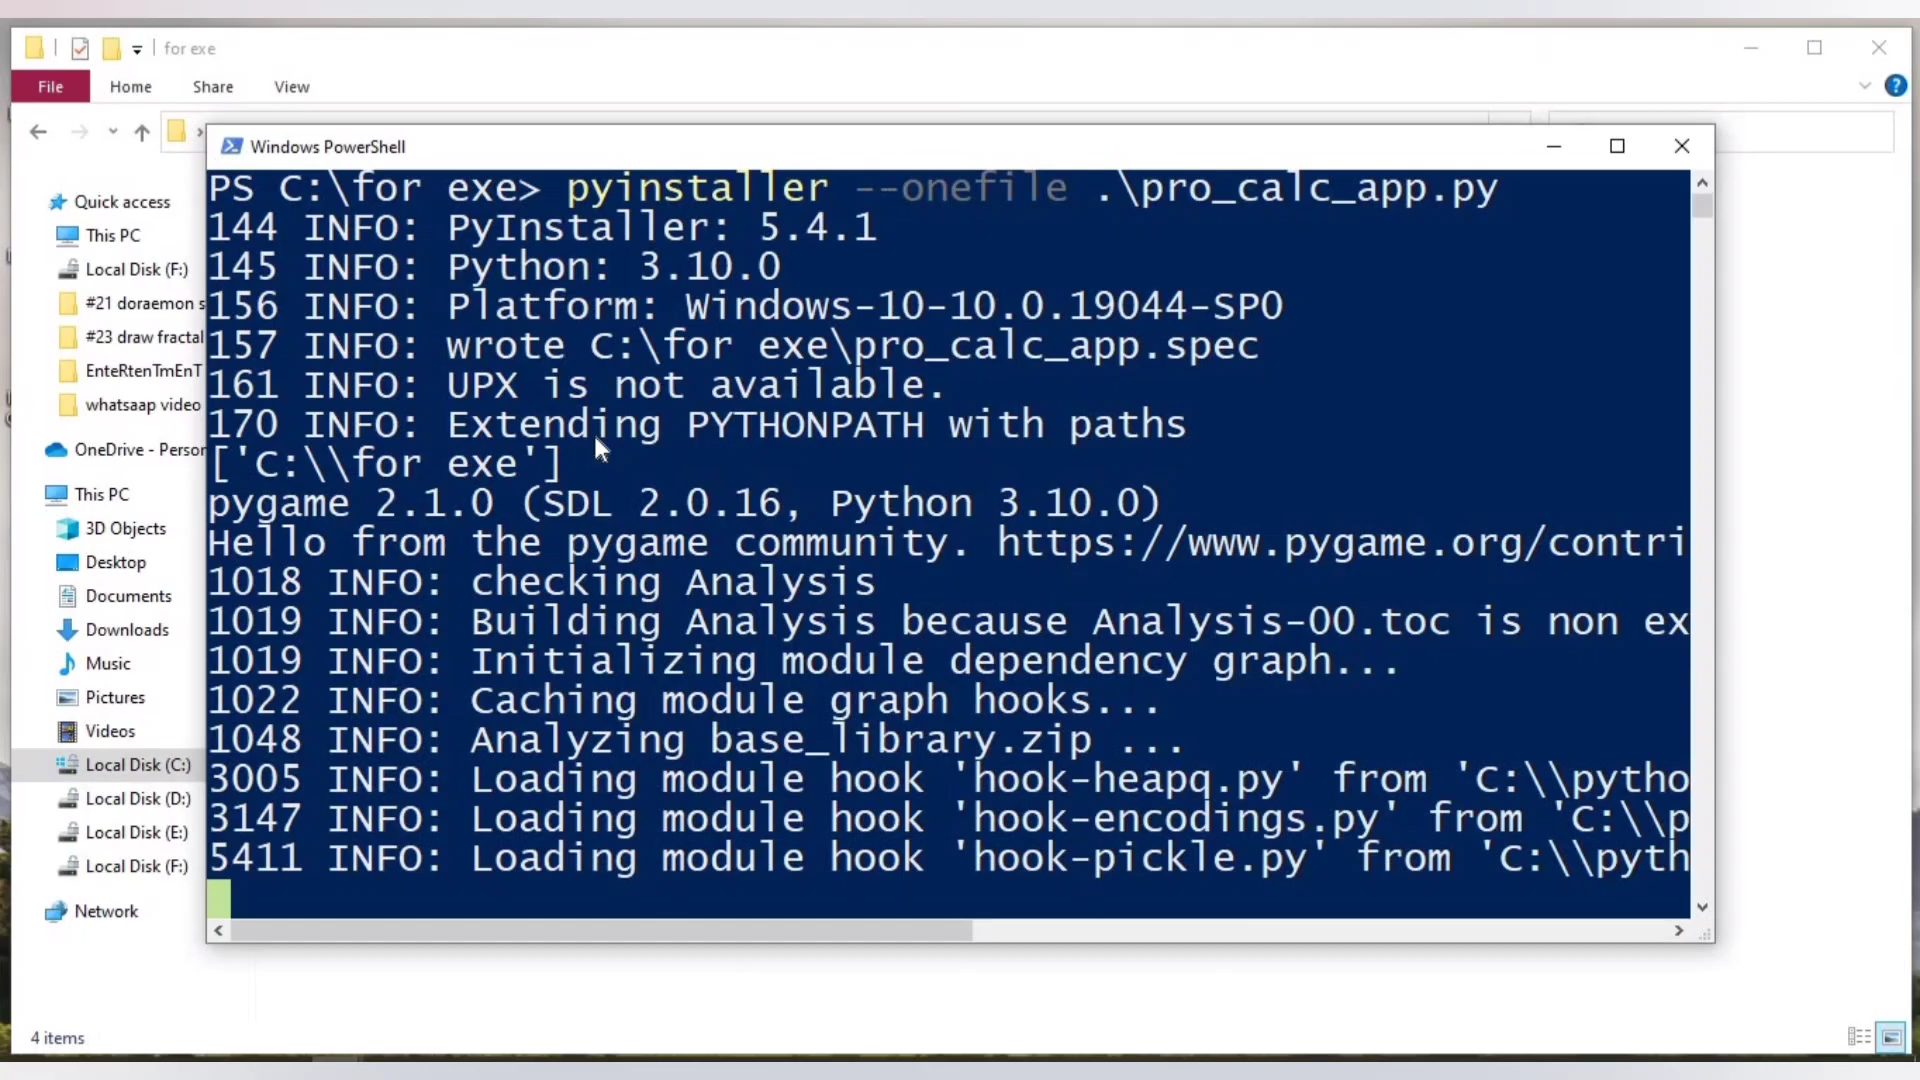 for exe
File Home Share View
Windows PowerShell
Quick access
This PC
Local Disk (F:)
#21 doraemon s
#23 draw fractal
EnteRtenTmEnT
whatsaap video
OneDrive - Person
This PC
3D Objects
Desktop
Documents
Downloads
Music
Pictures
Videos
Local Disk (C:)
Local Disk (D:)
Local Disk (E:)
Local Disk (F:)
Network
PS C:\for exe> pyinstaller --onefile .\pro_calc_app.py
144 INFO: PyInstaller: 5.4.1
145 INFO: Python: 3.10.0
156 INFO: Platform: Windows-10-10.0.19044-SP0
157 INFO: wrote C:\for exe\pro_calc_app.spec
161 INFO: UPX is not available.
170 INFO: Extending PYTHONPATH with paths
['C:\\for exe']
pygame 2.1.0 (SDL 2.0.16, Python 3.10.0)
Hello from the pygame community. https://www.pygame.org/contri
1018 INFO: checking Analysis
1019 INFO: Building Analysis because Analysis-00.toc is non ex
1019 INFO: Initializing module dependency graph...
1022 INFO: Caching module graph hooks...
1048 INFO: Analyzing base_library.zip ...
3005 INFO: Loading module hook 'hook-heapq.py' from 'C:\\pytho
3147 INFO: Loading module hook 'hook-encodings.py' from 'C:\\p
5411 INFO: Loading module hook 'hook-pickle.py' from 'C:\\pyth
4 items